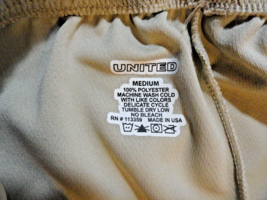 UNITED
MEDIUM
100% POLYESTER
MACHINE WASH COLD
WITH LIKE COLORS
DELICATE CYCLE
TUMBLE DRY LOW
NO BLEACH
RN # 113359 MADE IN USA